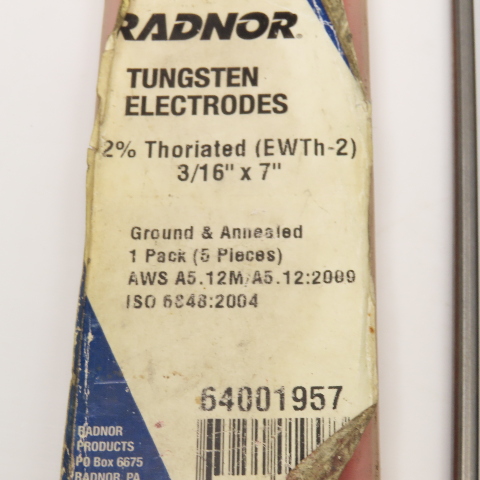 RADNOR
TUNGSTEN
ELECTRODES
2% Thoriated (EWTh-2)
3/16" x 7"
Ground & Annealed
1 Pack (5 Pieces)
AWS A5.12M/A5.12:2009
ISO 6848:2004
64001957
RADNOR
PRODUCTS
PO Box 6675
RADNOR, PA